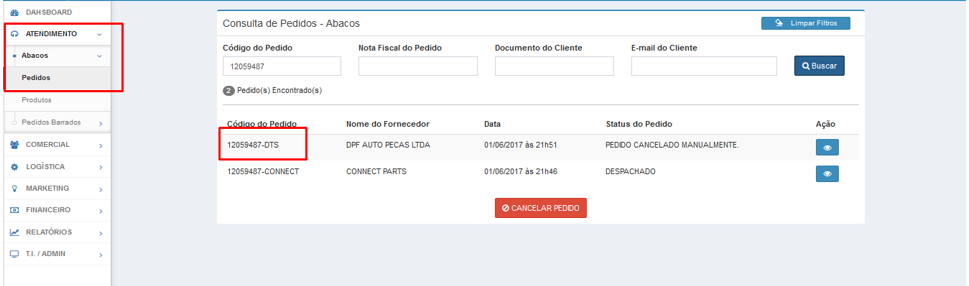 DAHSBOARD
ATENDIMENTO
Abacos
Pedidos
Produtos
Pedidos Barrados
COMERCIAL
LOGÍSTICA
MARKETING
FINANCEIRO
RELATÓRIOS
T.I. / ADMIN
Consulta de Pedidos - Abacos
Limpar Filtros
Código do Pedido Nota Fiscal do Pedido Documento do Cliente E-mail do Cliente
12059487
Buscar
2 Pedido(s) Encontrado(s)
Código do Pedido Nome do Fornecedor Data Status do Pedido Ação
12059487-DTS DPF AUTO PECAS LTDA 01/06/2017 às 21h51 PEDIDO CANCELADO MANUALMENTE.
12059487-CONNECT CONNECT PARTS 01/06/2017 às 21h46 DESPACHADO
CANCELAR PEDIDO